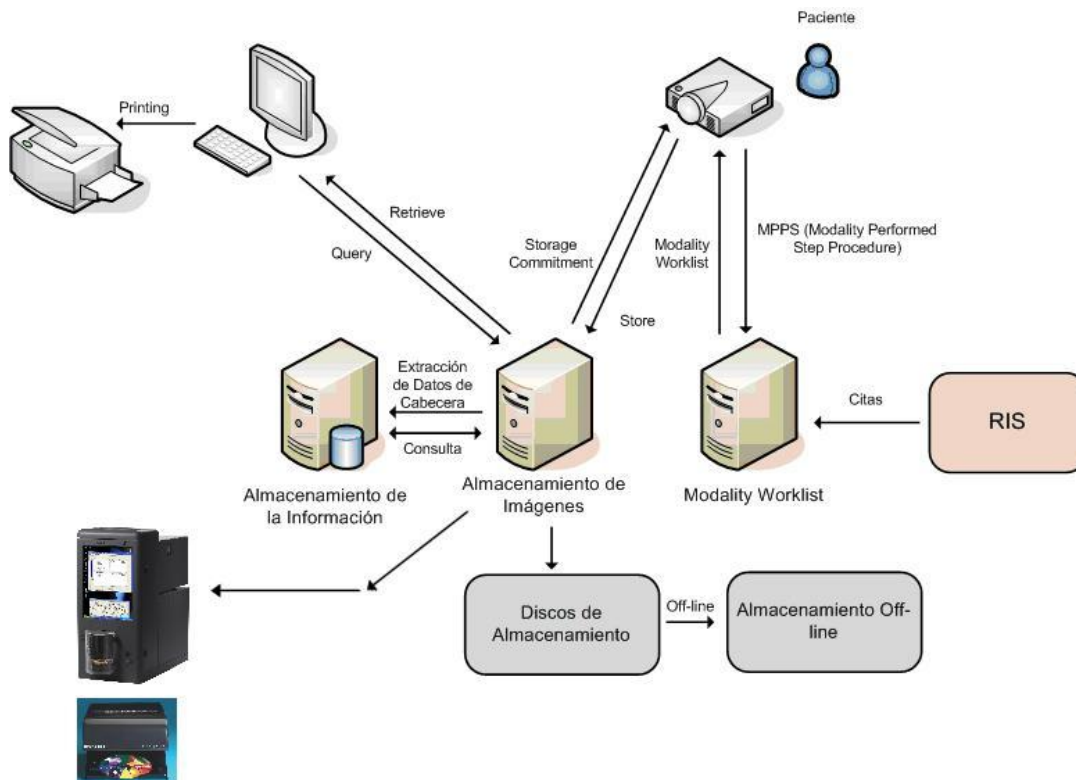 Paciente
Printing
Retrieve
Query
Storage
Commitment
Store
Modality
Worklist
MPPS (Modality Performed
Step Procedure)
Extracción
de Datos de
Cabecera
Consulta
Citas
RIS
Almacenamiento de
la Información
Almacenamiento de
Imágenes
Modality Worklist
Discos de
Almacenamiento
Off-line
Almacenamiento Off-
line